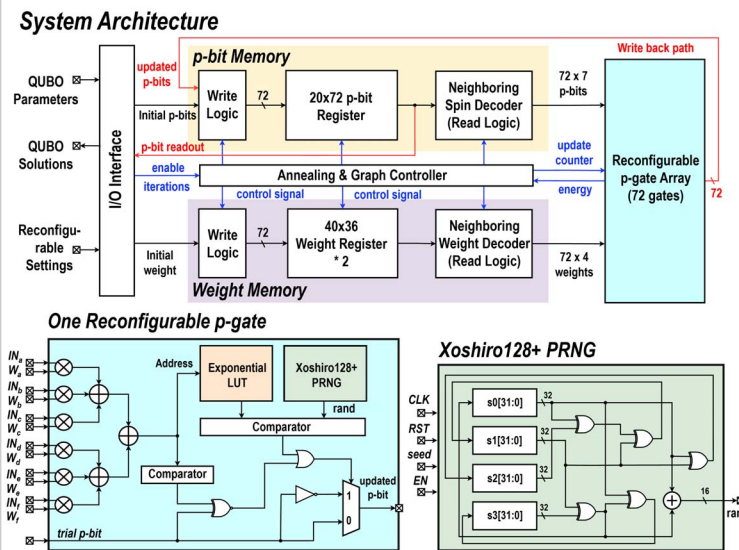 System Architecture
p-bit Memory
Write back path
updated
p-bits
QUBO
Parameters
Initial p-bits
Write
Logic
72
20x72 p-bit
Register
Neighboring
Spin Decoder
(Read Logic)
72 x 7
p-bits
QUBO
Solutions
I/O Interface
p-bit readout
enable
iterations
Annealing & Graph Controller
update
counter
energy
Reconfigurable
p-gate Array
(72 gates)
72
control signal
control signal
Reconfigu-
rable
Settings
Initial
weight
Write
Logic
72
40x36
Weight Register
* 2
Neighboring
Weight Decoder
(Read Logic)
72 x 4
weights
Weight Memory
One Reconfigurable p-gate
INa
Wa
INb
Wb
INc
Wc
INd
Wd
INe
We
INf
Wf
Address
Exponential
LUT
Xoshiro128+
PRNG
rand
Comparator
Comparator
1
0
updated
p-bit
trial p-bit
Xoshiro128+ PRNG
CLK
RST
seed
EN
s0[31:0]
32
s1[31:0]
32
s2[31:0]
32
s3[31:0]
32
16